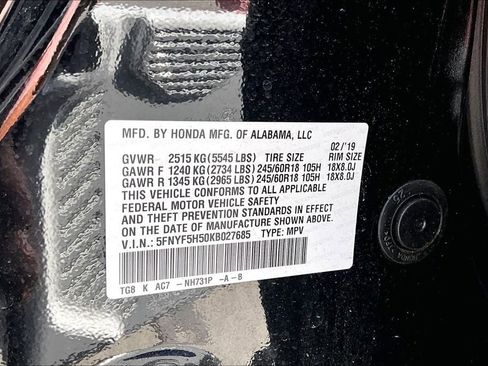 MFD. BY HONDA MFG. OF ALABAMA, LLC
02/'19
GVWR 2515 KG(5545 LBS) TIRE SIZE RIM SIZE
GAWR F 1240 KG(2734 LBS)245/60R18 105H 18X8.0J
GAWR R 1345 KG(2965 LBS)245/60R18 105H 18X8.0J
THIS VEHICLE CONFORMS TO ALL APPLICABLE
FEDERAL MOTOR VEHICLE SAFETY
AND THEFT PREVENTION STANDARDS IN EFFECT
ON THE DATE OF MANUFACTURE SHOWN ABOVE.
V.I.N.: 5FNYF5H50KB027685 TYPE: MPV
TG8 K AC7 -NH731P -A-B